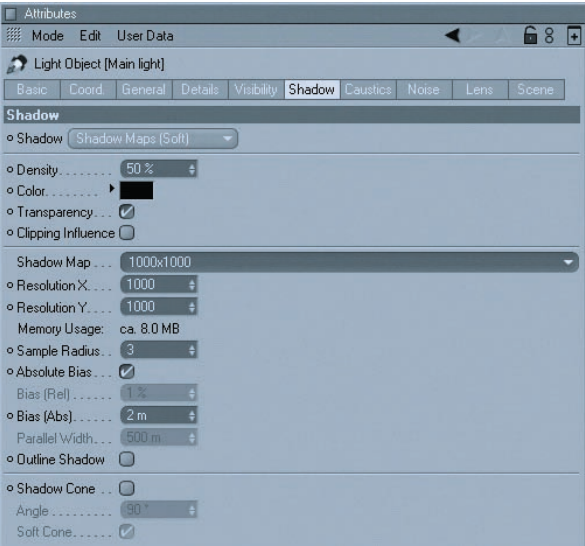 Attributes
Mode Edit User Data
Light Object [Main light]
Basic Coord. General Details Visibility Shadow Caustics Noise Lens Scene
Shadow
Shadow Shadow Maps (Soft)
Density........ 50 %
Color........
Transparency...
Clipping Influence
Shadow Map .... 1000x1000
Resolution X.... 1000
Resolution Y.... 1000
Memory Usage: ca. 8.0 MB
Sample Radius.. 3
Absolute Bias...
Bias (Rel)...... 1 %
Bias (Abs)...... 2 m
Parallel Width... 500 m
Outline Shadow
Shadow Cone ..
Angle ......... 90 °
Soft Cone......